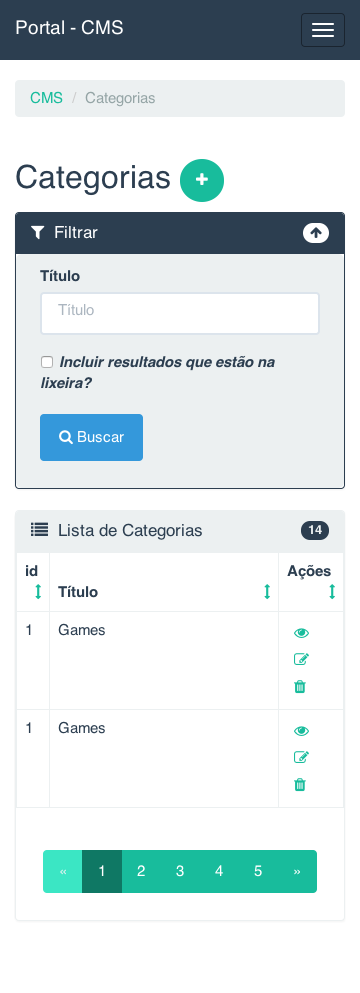 Portal - CMS
CMS / Categorias
Categorias
Filtrar
Título
Título
Incluir resultados que estão na
lixeira?
Buscar
Lista de Categorias 14
id Título Ações
1 Games
1 Games
« 1 2 3 4 5 »